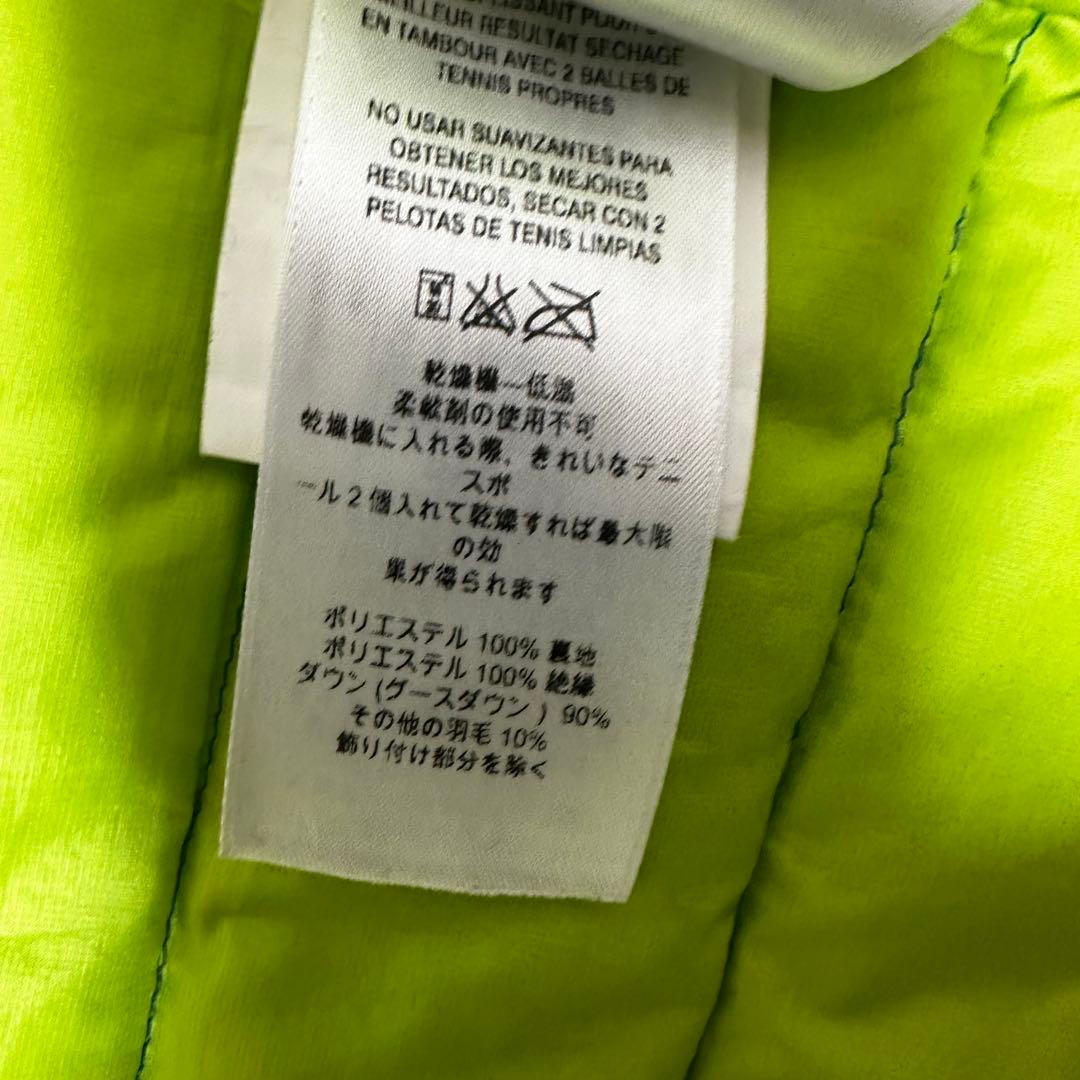 POUR
MEILLEUR RESULTAT SECHAGE
EN TAMBOUR AVEC 2 BALLES DE
TENNIS PROPRES
NO USAR SUAVIZANTES PARA
OBTENER LOS MEJORES
RESULTADOS, SECAR CON 2
PELOTAS DE TENIS LIMPIAS
乾燥機ー低温
柔軟剤の使用不可
乾燥機に入れる際、きれいなテニ
スボ
ール2個入れて乾燥すれば最大限
の効
果が得られます
ポリエステル 100% 裏地
ポリエステル 100% 絶縁
ダウン (グースダウン) 90%
その他の羽毛 10%
飾り付け部分を除く